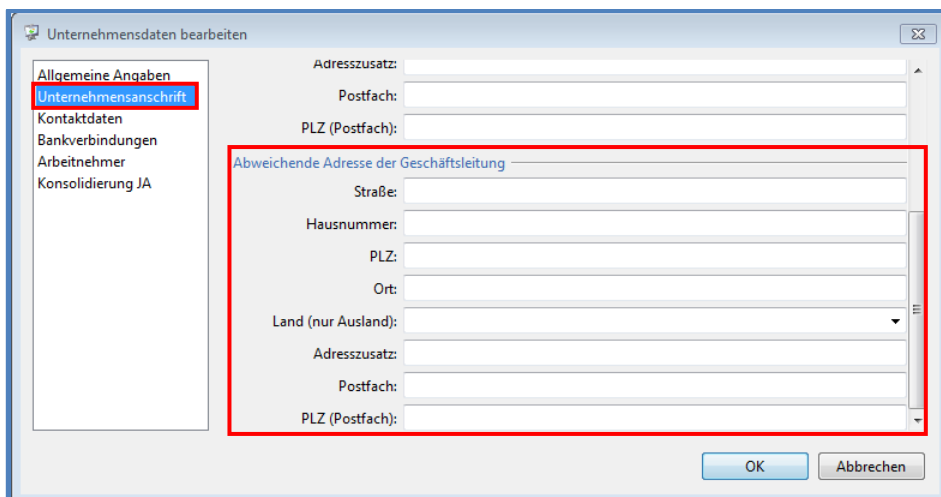 Unternehmensdaten bearbeiten
Allgemeine Angaben
Unternehmensanschrift
Kontaktdaten
Bankverbindungen
Arbeitnehmer
Konsolidierung JA
Adresszusatz:
Postfach:
PLZ (Postfach):
Abweichende Adresse der Geschäftsleitung
Straße:
Hausnummer:
PLZ:
Ort:
Land (nur Ausland):
Adresszusatz:
Postfach:
PLZ (Postfach):
OK
Abbrechen